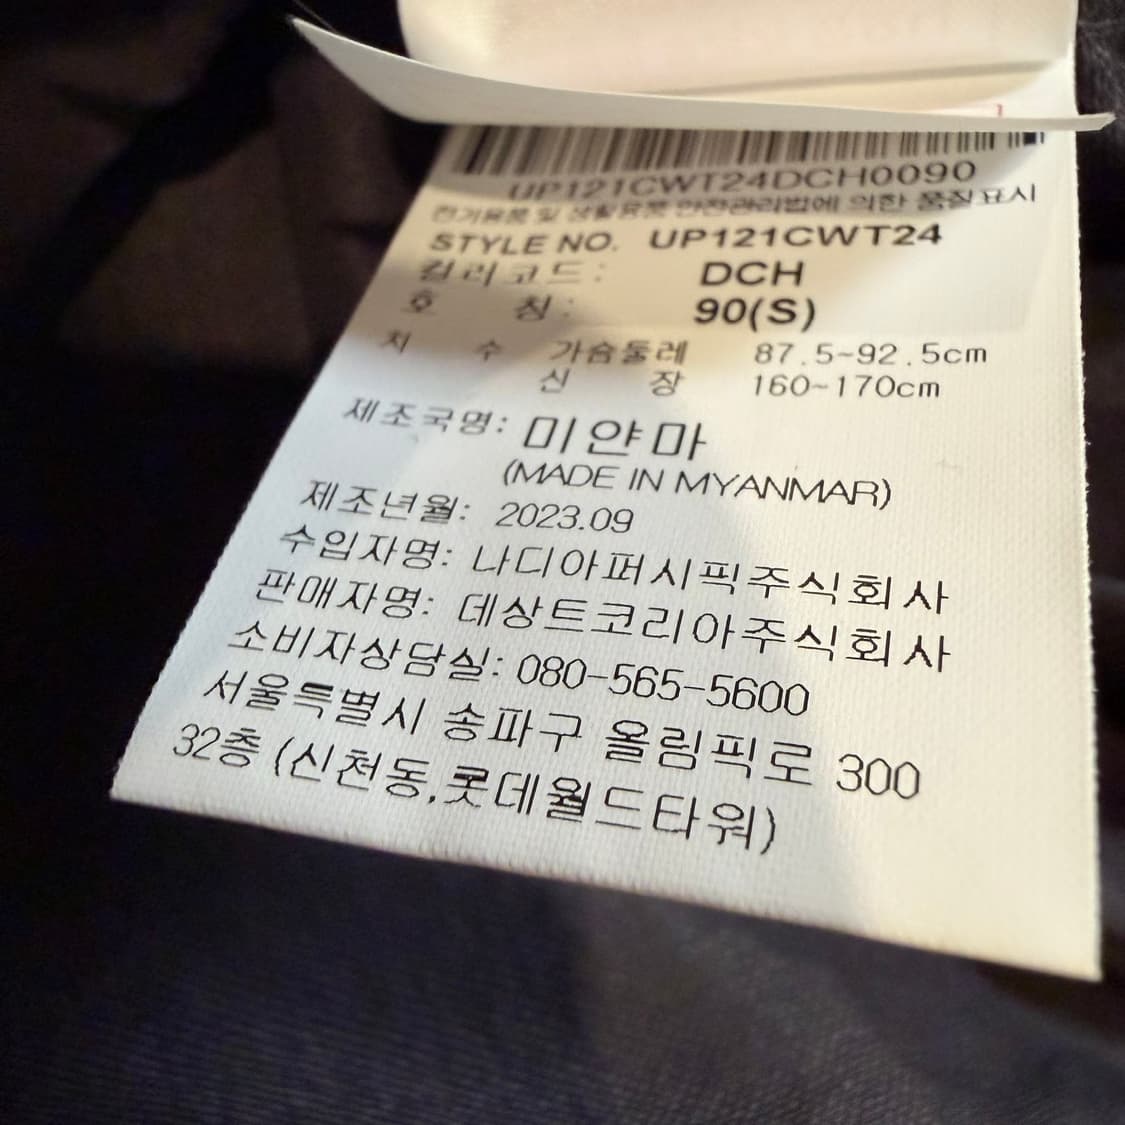 UP121CWT24DCH0090
전기용품 및 생활용품 안전관리법에 의한 품질표시
STYLE NO. UP121CWT24
컬러코드: DCH
호 칭: 90(S)
치 수 가슴둘레 87.5~92.5cm
신 장 160~170cm
제조국명: 미얀마
(MADE IN MYANMAR)
제조년월: 2023.09
수입자명: 나디아퍼시픽주식회사
판매자명: 데상트코리아주식회사
소비자상담실: 080-565-5600
서울특별시 송파구 올림픽로 300
32층 (신천동,롯데월드타워)